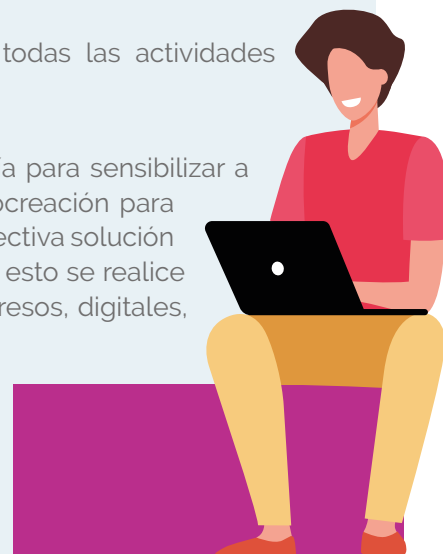 todas las actividades
para sensibilizar a
ocreación para
ectiva solución
esto se realice
resos, digitales,